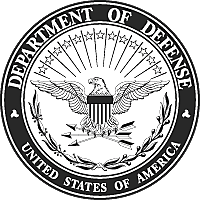 DEPARTMENT OF DEFENSE
UNITED STATES OF AMERICA